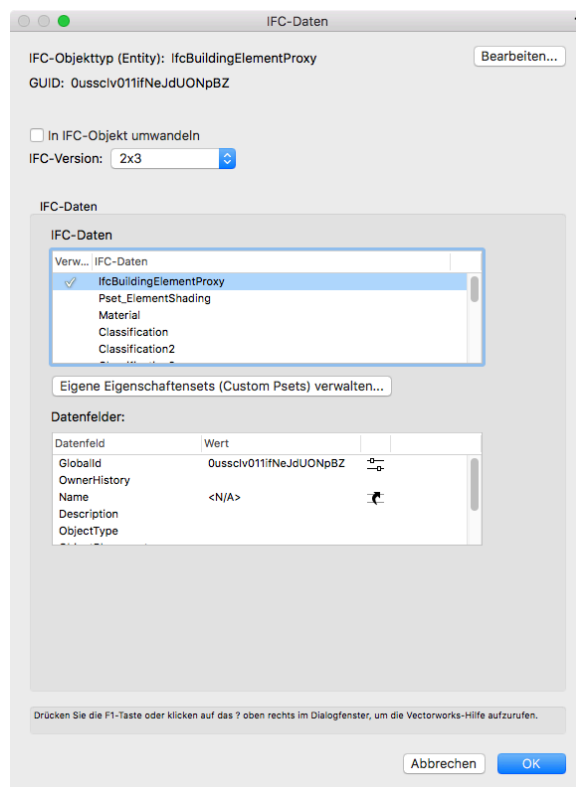 IFC-Daten
IFC-Objekttyp (Entity): IfcBuildingElementProxy
Bearbeiten...
GUID: 0ussclv011ifNeJdUONpBZ
In IFC-Objekt umwandeln
IFC-Version: 2x3
IFC-Daten
IFC-Daten
Verw... IFC-Daten
IfcBuildingElementProxy
Pset_ElementShading
Material
Classification
Classification2
Eigene Eigenschaftensets (Custom Psets) verwalten...
Datenfelder:
Datenfeld Wert
GlobalId 0ussclv011ifNeJdUONpBZ
OwnerHistory
Name <N/A>
Description
ObjectType
Drücken Sie die F1-Taste oder klicken auf das ? oben rechts im Dialogfenster, um die Vectorworks-Hilfe aufzurufen.
Abbrechen OK